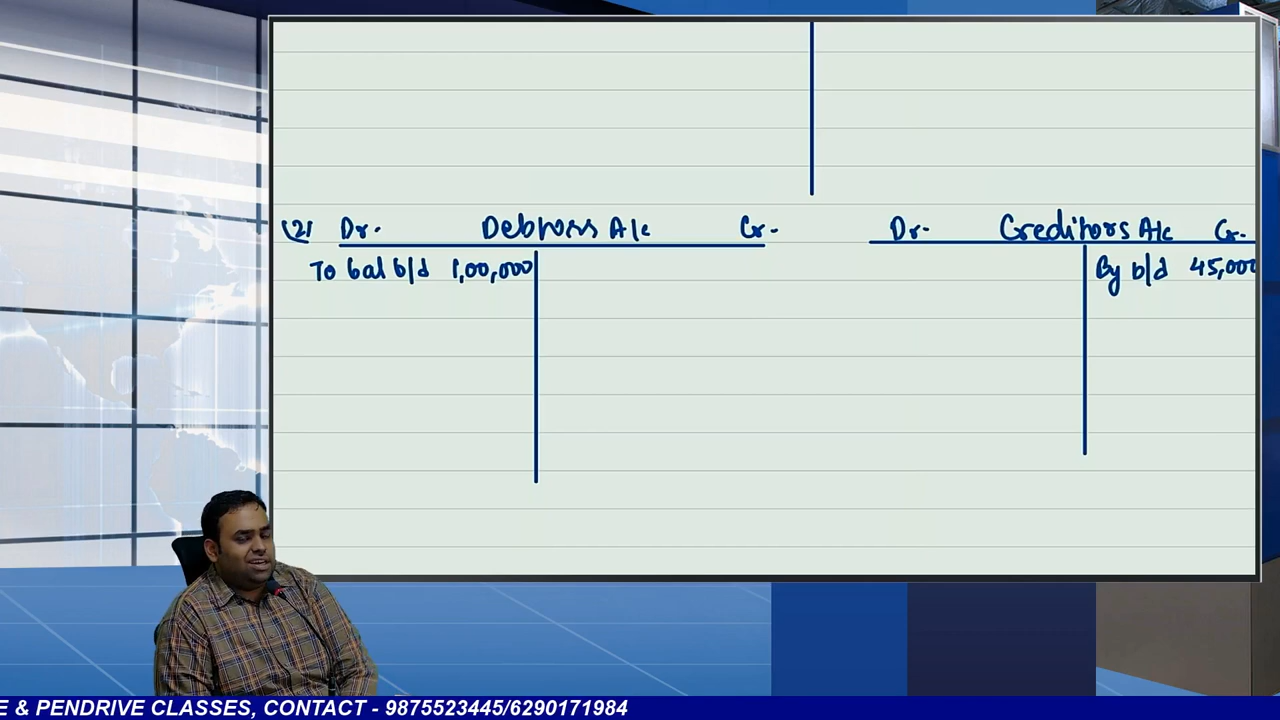 (2) Dr. Debtors A/c Cr. Dr. Creditors A/c Cr.
To bal b/d 1,00,000 By b/d 45,000
E & PENDRIVE CLASSES, CONTACT - 9875523445/6290171984